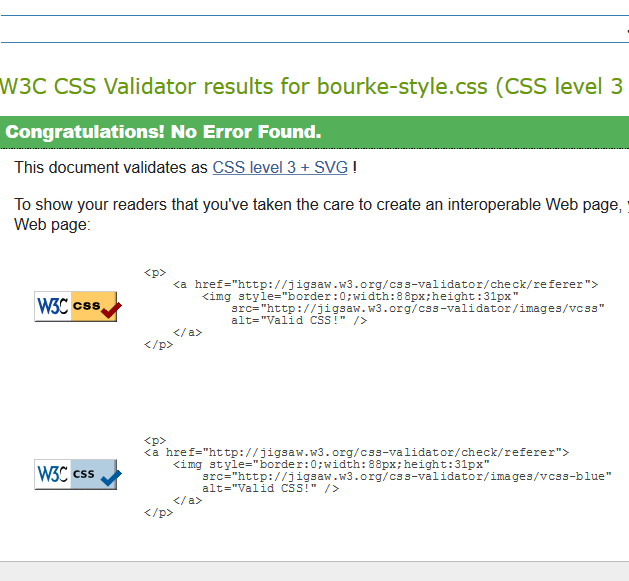 W3C CSS Validator results for bourke-style.css (CSS level 3
Congratulations! No Error Found.
This document validates as CSS level 3 + SVG !
To show your readers that you've taken the care to create an interoperable Web page,
Web page:
W3C css
<p>
<a href="http://jigsaw.w3.org/css-validator/check/referer">
<img style="border:0;width:88px;height:31px"
src="http://jigsaw.w3.org/css-validator/images/vcss"
alt="Valid CSS!" />
</a>
</p>
W3C css
<p>
<a href="http://jigsaw.w3.org/css-validator/check/referer">
<img style="border:0;width:88px;height:31px"
src="http://jigsaw.w3.org/css-validator/images/vcss-blue"
alt="Valid CSS!" />
</a>
</p>